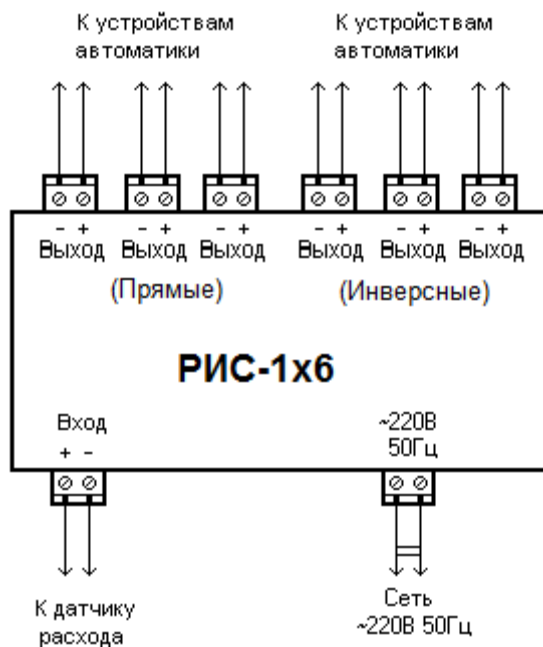 К устройствам К устройствам
автоматики автоматики
- + - + - + - + - + - +
Выход Выход Выход Выход Выход Выход
(Прямые) (Инверсные)
РИС-1x6
Вход ~220В
50Гц
+ -
К датчику Сеть
расхода ~220В 50Гц